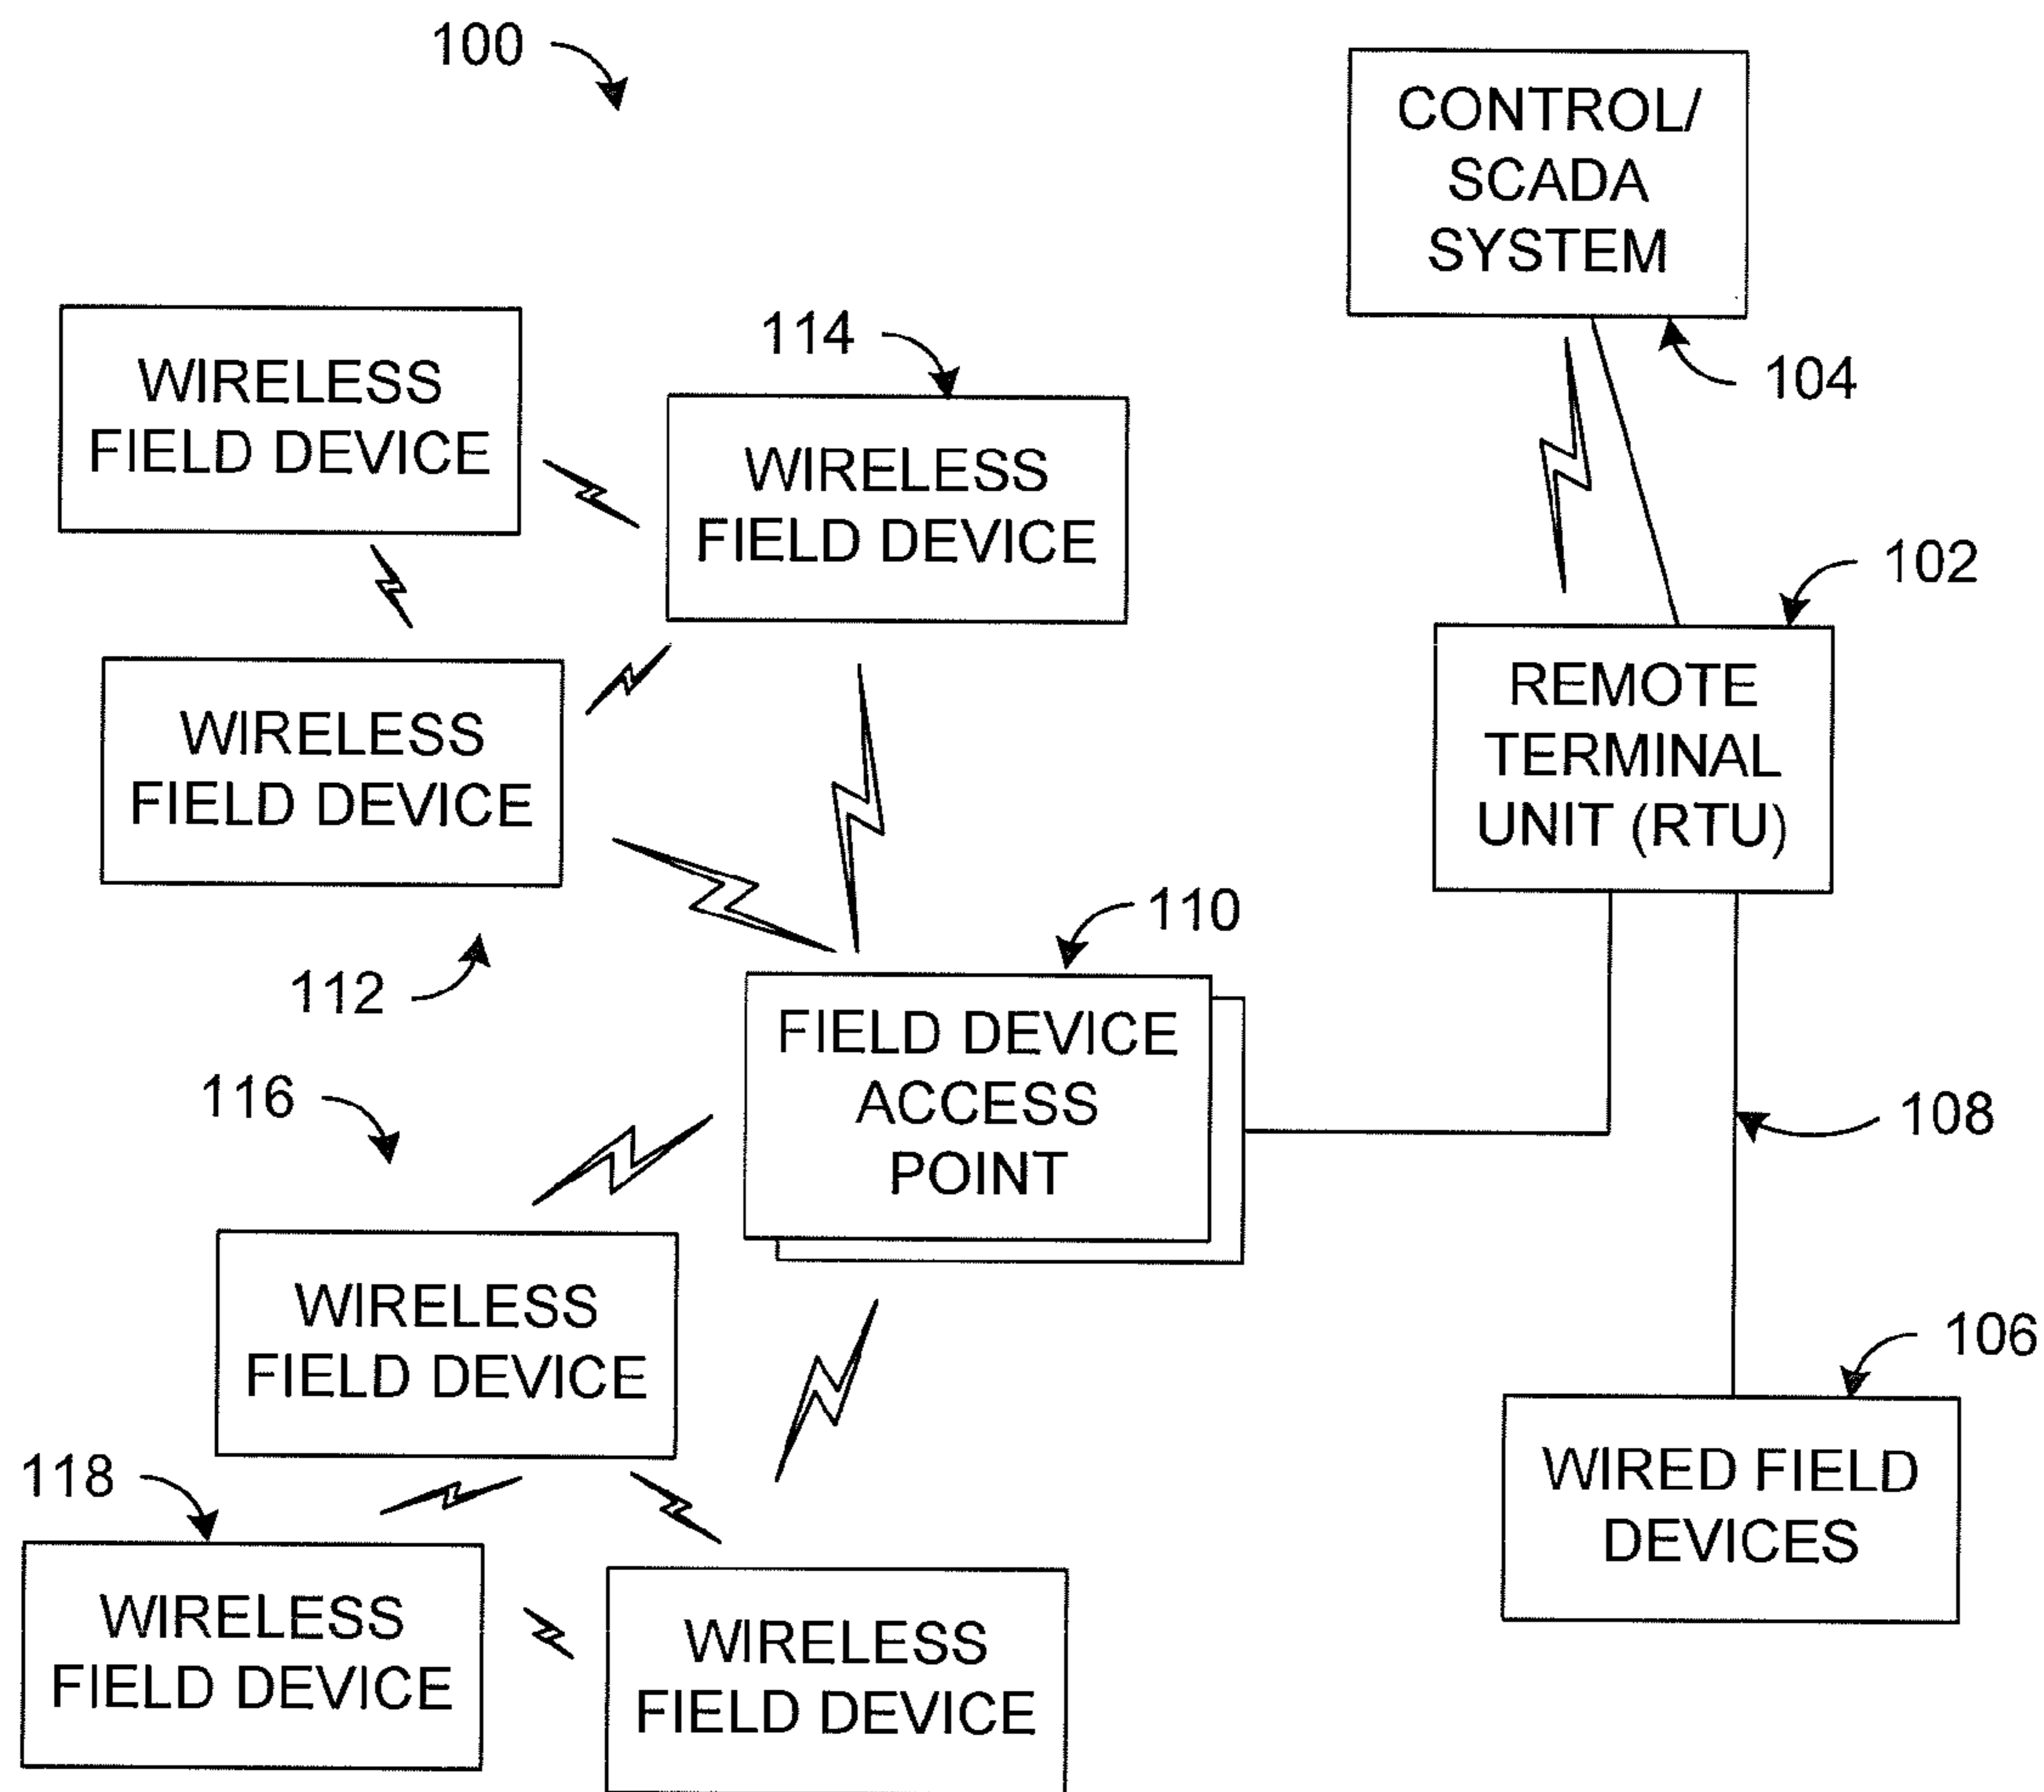 100
CONTROL/
SCADA
SYSTEM
104
WIRELESS
FIELD DEVICE
114
WIRELESS
FIELD DEVICE
102
REMOTE
TERMINAL
UNIT (RTU)
WIRELESS
FIELD DEVICE
112
110
FIELD DEVICE
ACCESS
POINT
108
116
WIRELESS
FIELD DEVICE
106
WIRED FIELD
DEVICES
118
WIRELESS
FIELD DEVICE
WIRELESS
FIELD DEVICE